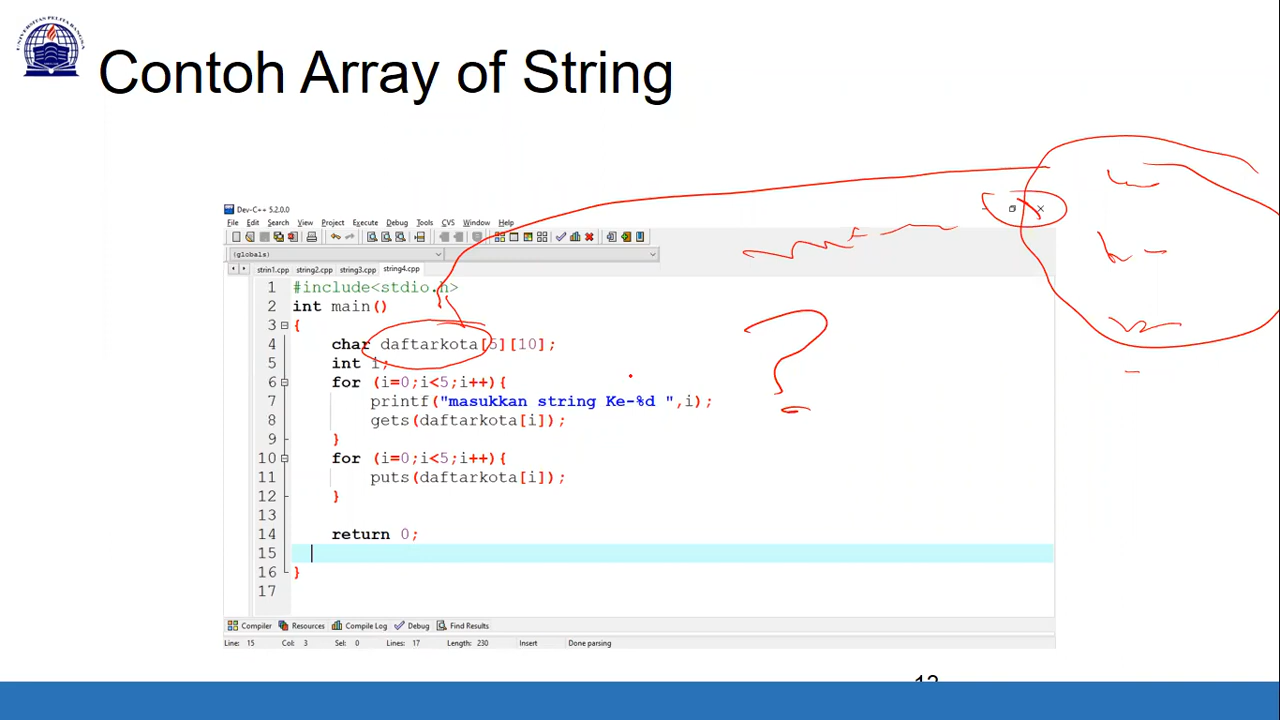 UNIVERSITAS PELITA BANGSA
Contoh Array of String
Dev-C++ 5.2.0.0
File Edit Search View Project Execute Debug Tools CVS Window Help
(globals)
strin1.cpp string2.cpp string3.cpp string4.cpp
1 #include<stdio.h>
2 int main()
3 {
4 char daftarkota[5][10];
5 int i;
6 for (i=0;i<5;i++){
7 printf("masukkan string Ke-%d ",i);
8 gets(daftarkota[i]);
9 }
10 for (i=0;i<5;i++){
11 puts(daftarkota[i]);
12 }
13
14 return 0;
15
16 }
17
?
Compiler Resources Compile Log Debug Find Results
Line: 15 Col: 3 Sel: 0 Lines: 17 Length: 230 Insert Done parsing